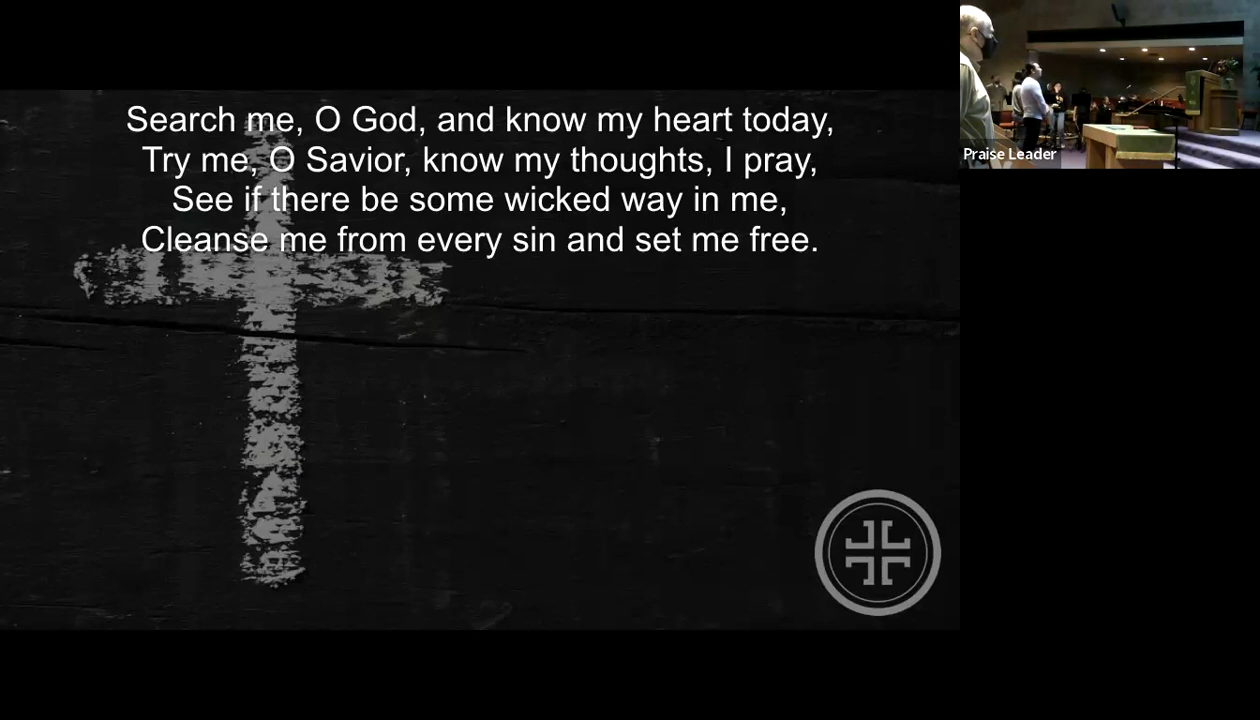 Search me, O God, and know my heart today,
Try me, O Savior, know my thoughts, I pray,
See if there be some wicked way in me,
Cleanse me from every sin and set me free.
Praise Leader